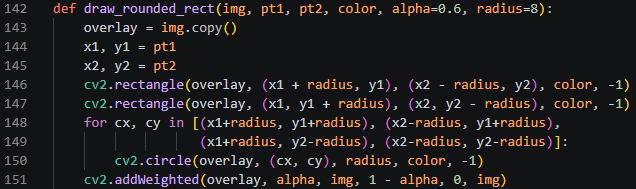 142 def draw_rounded_rect(img, pt1, pt2, color, alpha=0.6, radius=8):
143     overlay = img.copy()
144     x1, y1 = pt1
145     x2, y2 = pt2
146     cv2.rectangle(overlay, (x1 + radius, y1), (x2 - radius, y2), color, -1)
147     cv2.rectangle(overlay, (x1, y1 + radius), (x2, y2 - radius), color, -1)
148     for cx, cy in [(x1+radius, y1+radius), (x2-radius, y1+radius),
149                    (x1+radius, y2-radius), (x2-radius, y2-radius)]:
150         cv2.circle(overlay, (cx, cy), radius, color, -1)
151     cv2.addWeighted(overlay, alpha, img, 1 - alpha, 0, img)